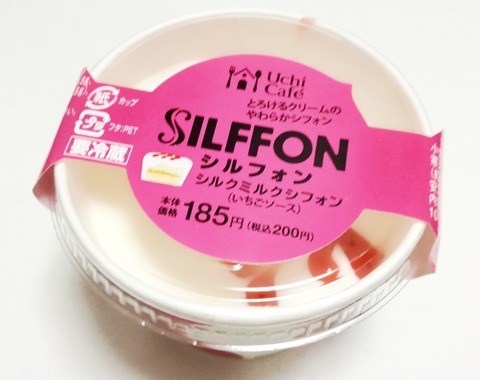 Uchi
Café
とろけるクリームの
やわらかシフォン
SILFFON
シルフォン
シルクミルクシフォン
(いちごソース)
本体
価格 185円(税込200円)
紙 カップ
プラ フタ:PET
要冷蔵